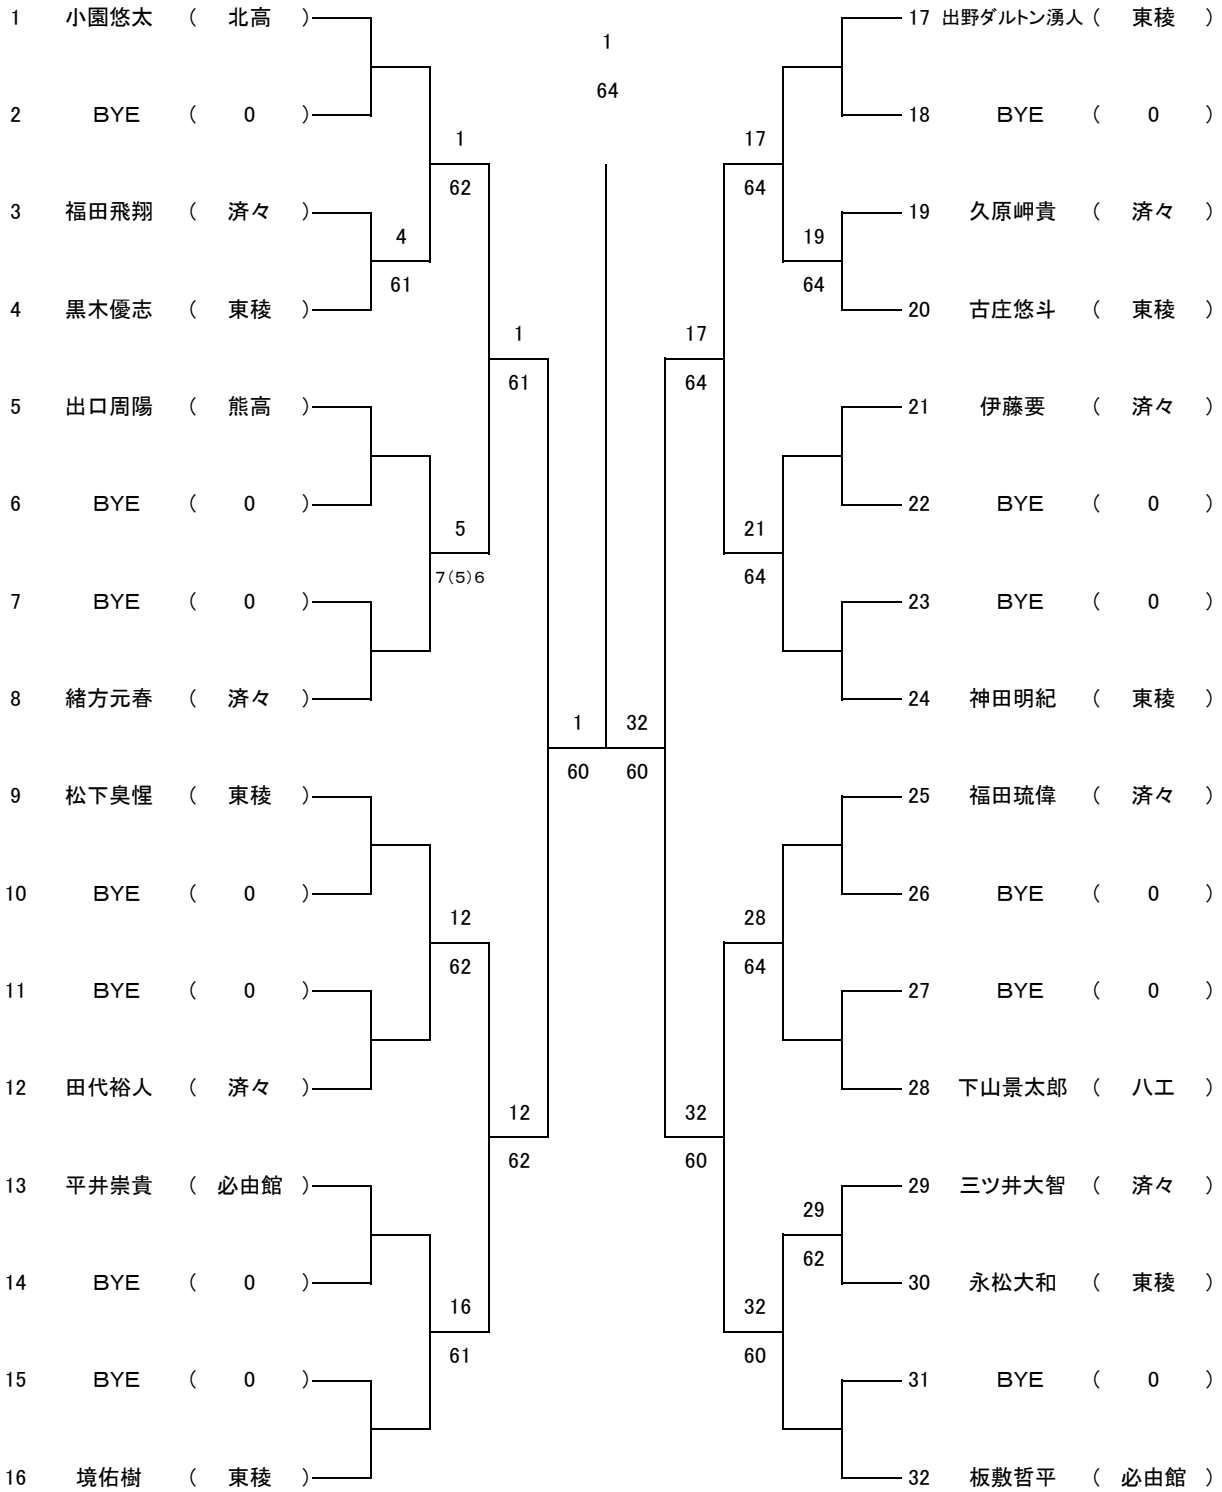 1 小園悠太 ( 北高 )
2 BYE ( 0 )
3 福田飛翔 ( 済々 )
4 黒木優志 ( 東稜 )
5 出口周陽 ( 熊高 )
6 BYE ( 0 )
7 BYE ( 0 )
8 緒方元春 ( 済々 )
9 松下臭惺 ( 東稜 )
10 BYE ( 0 )
11 BYE ( 0 )
12 田代裕人 ( 済々 )
13 平井崇貴 ( 必由館 )
14 BYE ( 0 )
15 BYE ( 0 )
16 境佑樹 ( 東稜 )
4
61
1
62
5
7(5)6
12
62
16
61
1
61
12
62
1
60
1
64
32
60
17
64
32
60
17
64
21
64
28
64
32
60
19
64
29
62
17 出野ダルトン湧人 ( 東稜 )
18 BYE ( 0 )
19 久原岬貴 ( 済々 )
20 古庄悠斗 ( 東稜 )
21 伊藤要 ( 済々 )
22 BYE ( 0 )
23 BYE ( 0 )
24 神田明紀 ( 東稜 )
25 福田琉偉 ( 済々 )
26 BYE ( 0 )
27 BYE ( 0 )
28 下山景太郎 ( 八工 )
29 三ツ井大智 ( 済々 )
30 永松大和 ( 東稜 )
31 BYE ( 0 )
32 板敷哲平 ( 必由館 )